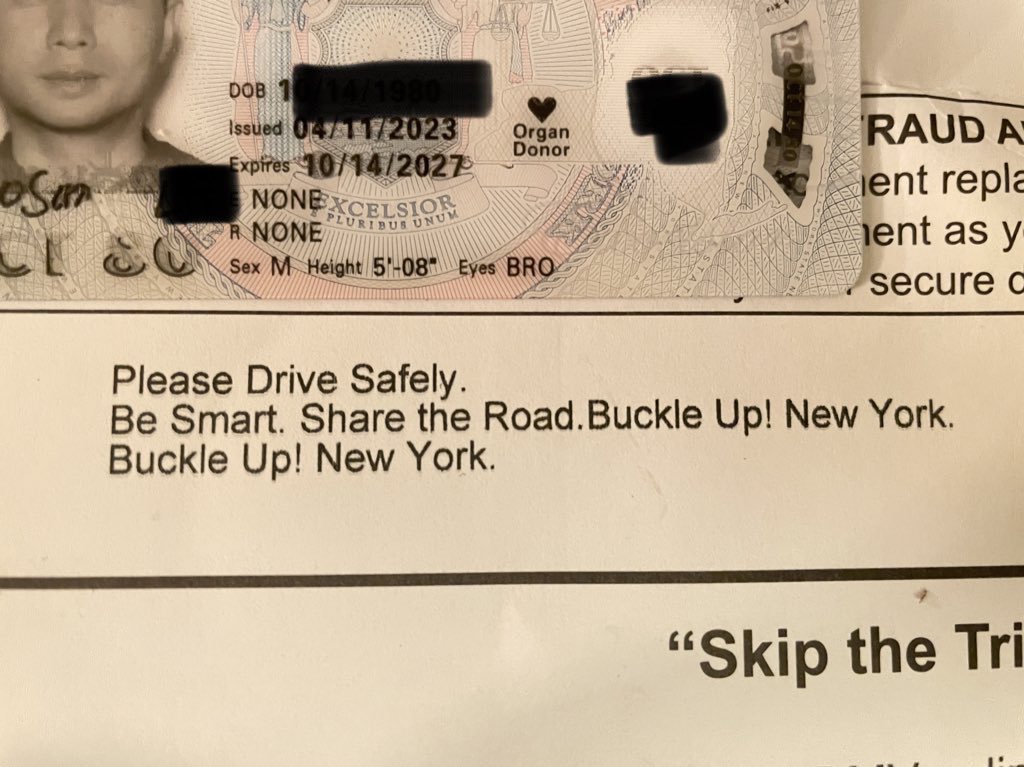 DOB
Issued 04/11/2023
Expires 10/14/2027
Organ
Donor
NONE
EXCELSIOR
E PLURIBUS UNUM
R NONE
Sex M Height 5'-08" Eyes BRO
RAUD A
ent repla
ent as y
secure
Please Drive Safely.
Be Smart. Share the Road.Buckle Up! New York.
Buckle Up! New York.
“Skip the Tri